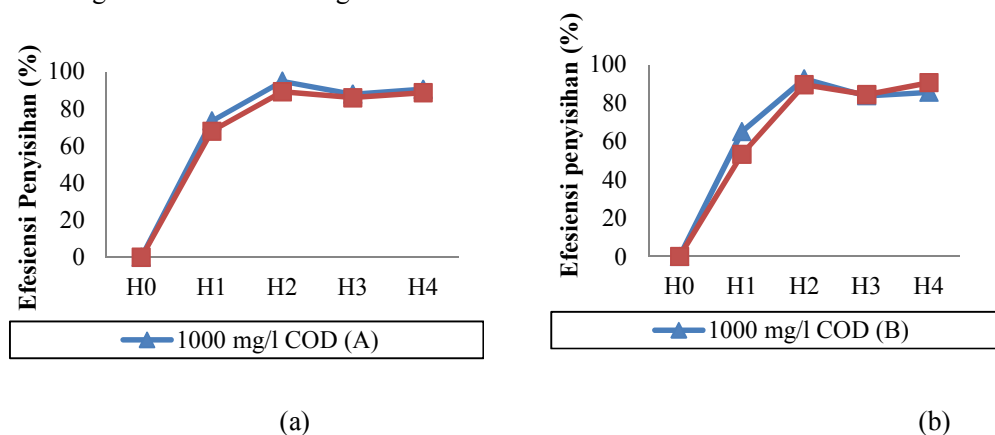 Efesiensi Penyisihan (%)
100
80
60
40
20
0
H0 H1 H2 H3 H4
1000 mg/l COD (A)
(a)
Efesiensi penyisihan (%)
100
80
60
40
20
0
H0 H1 H2 H3 H4
1000 mg/l COD (B)
(b)